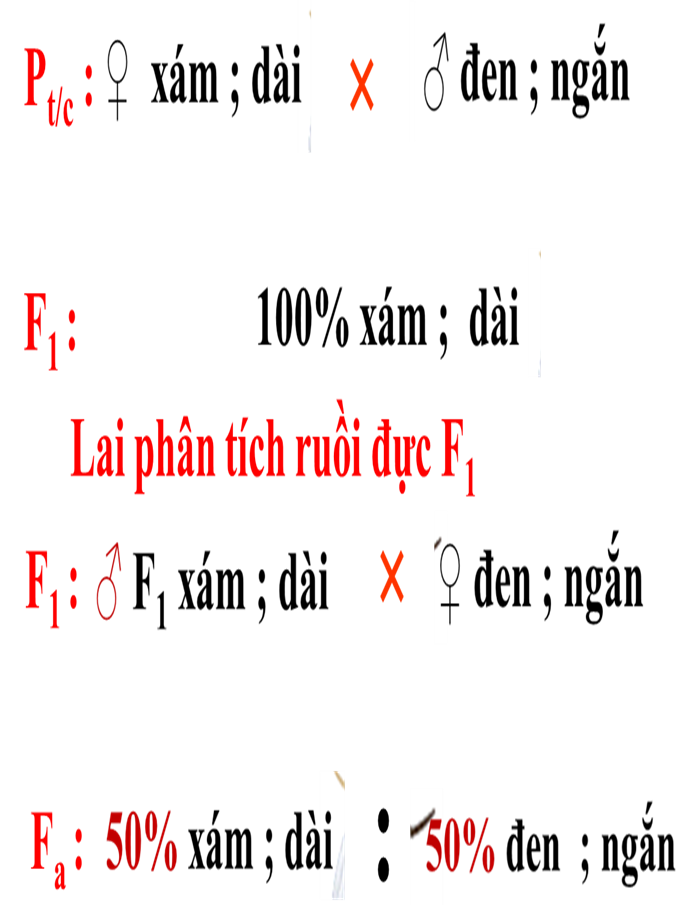 Pt/c : ♀ xám ; dài × ♂ đen ; ngắn
F1 : 100% xám ; dài
Lai phân tích ruồi đực F1
F1 : ♂ F1 xám ; dài × ♀ đen ; ngắn
Fa : 50% xám ; dài : 50% đen ; ngắn